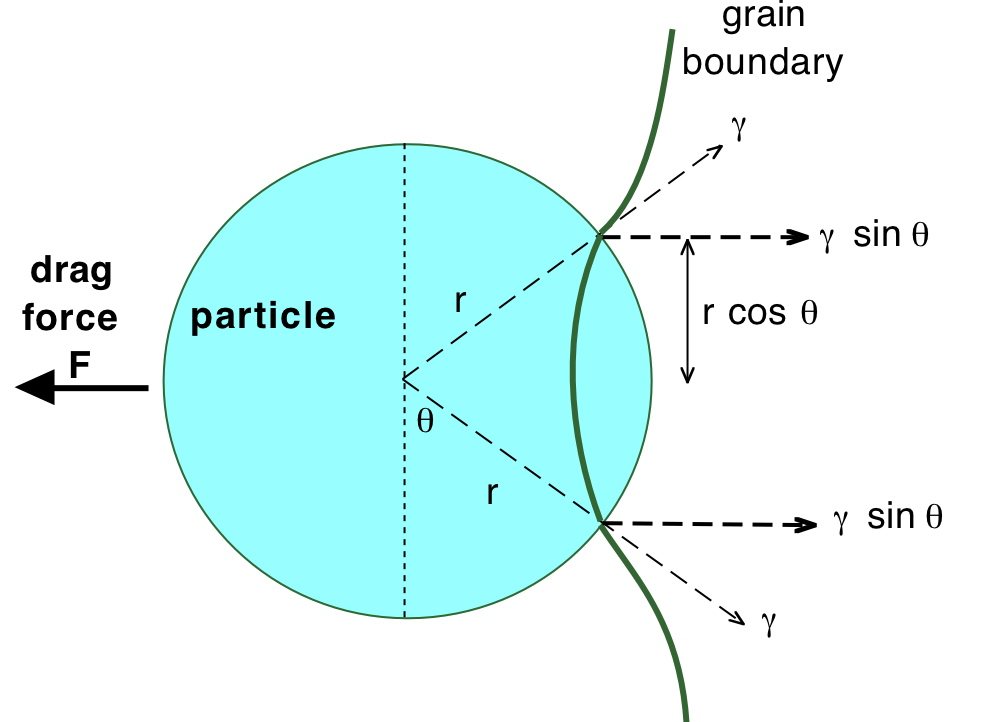 grain
boundary
γ
γ sin θ
drag
force
F
particle
r
r cos θ
θ
r
γ sin θ
γ